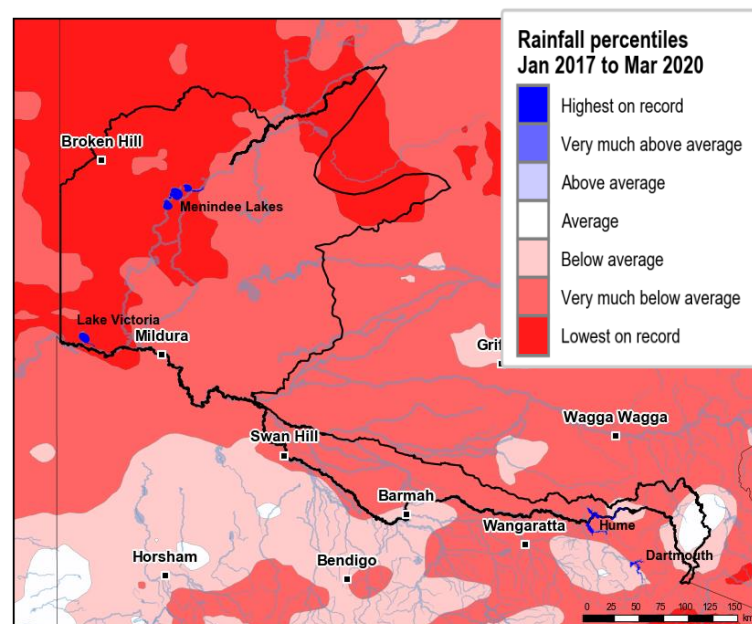 Rainfall percentiles
Jan 2017 to Mar 2020
Highest on record
Very much above average
Above average
Average
Below average
Very much below average
Lowest on record
Broken Hill
Menindee Lakes
Lake Victoria
Mildura
Grif
Wagga Wagga
Swan Hill
Barmah
Wangaratta
Hume
Dartmouth
Horsham
Bendigo
0 25 50 75 100 125 150
km